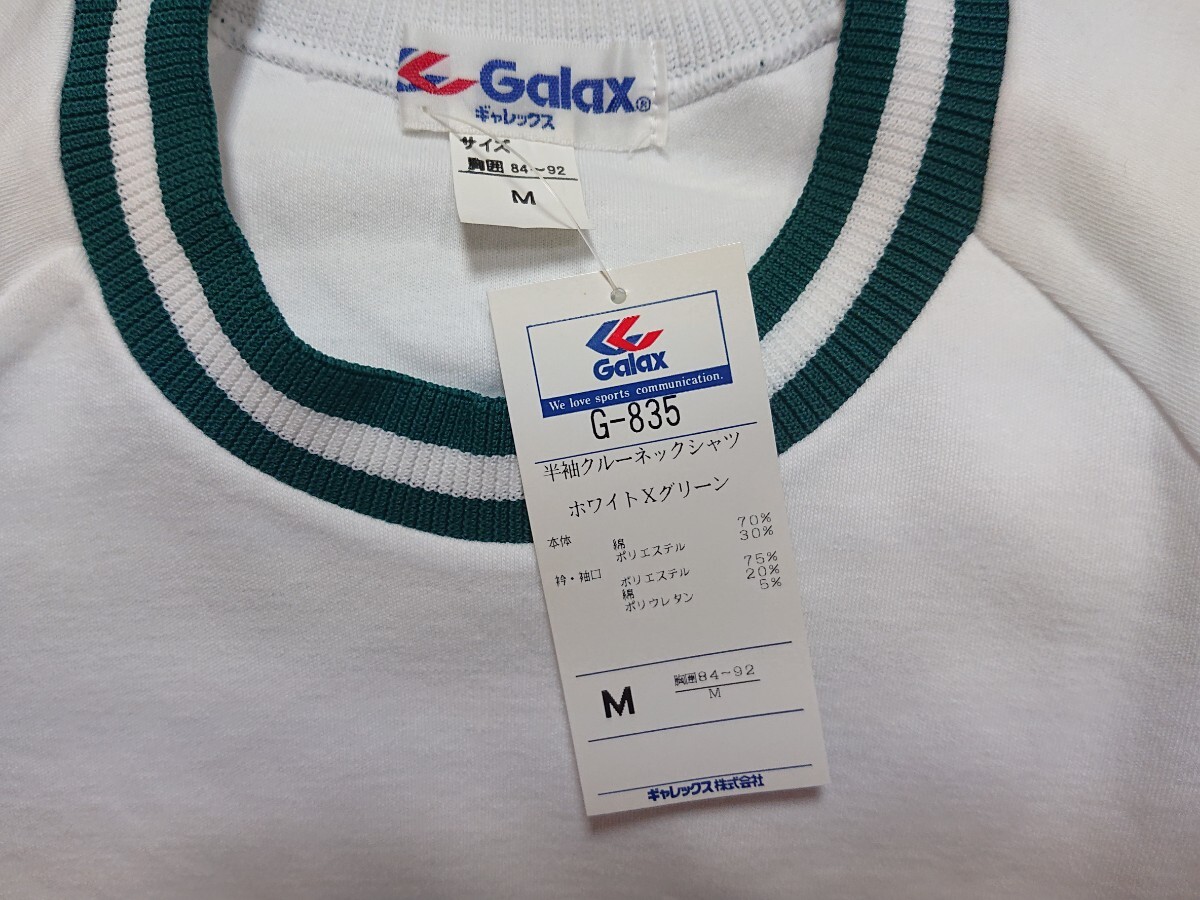 Galax®
ギャレックス
サイズ
胸囲 84~92
M
Galax
We love sports communication.
G-835
半袖クルーネックシャツ
ホワイトXグリーン
本体 綿 70%
ポリエステル 30%
衿・袖口 ポリエステル 75%
綿 20%
ポリウレタン 5%
M 胸囲84~92
M
ギャレックス株式会社